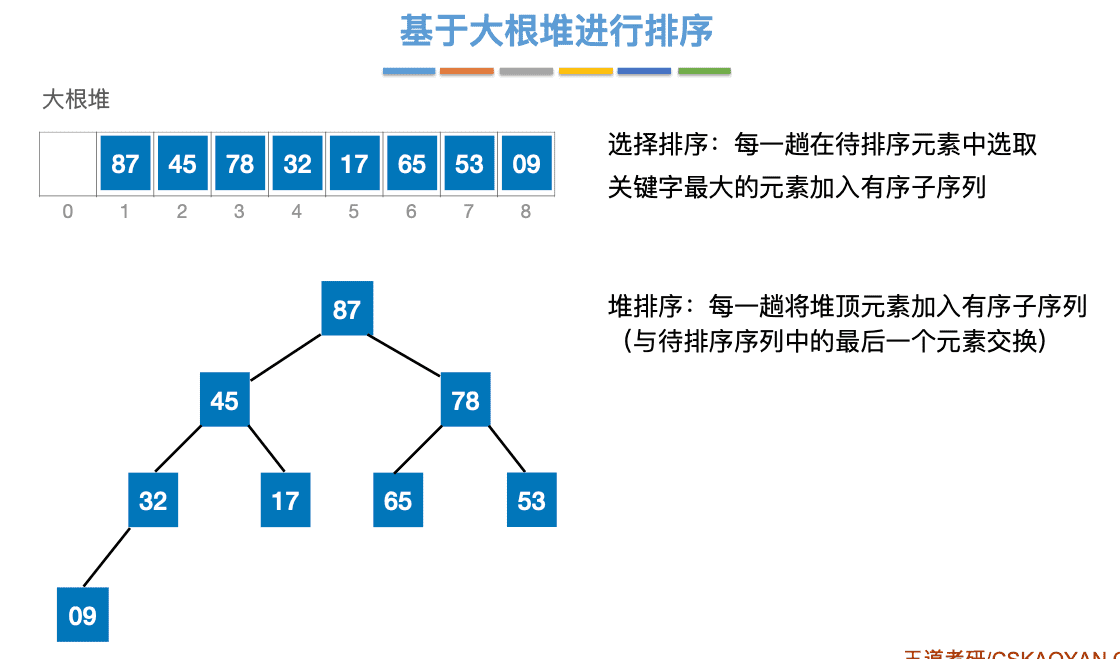 基于大根堆进行排序
大根堆
87 45 78 32 17 65 53 09
0 1 2 3 4 5 6 7 8
选择排序：每一趟在待排序元素中选取
关键字最大的元素加入有序子序列
堆排序：每一趟将堆顶元素加入有序子序列
（与待排序序列中的最后一个元素交换）
87
45 78
32 17 65 53
09
王道考研/CSKAOYAN.C